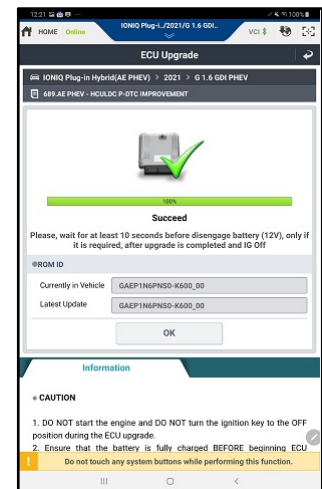 12:21
100%
HOME Online
IONIQ Plug-i../2021/G 1.6 GDI..
VCI
ECU Upgrade
IONIQ Plug-in Hybrid(AE PHEV) > 2021 > G 1.6 GDI PHEV
689.AE PHEV - HCULDC P-DTC IMPROVEMENT
100%
Succeed
Please, wait for at least 10 seconds before disengage battery (12V), only if
it is required, after upgrade is completed and IG Off
ROM ID
Currently in Vehicle GAEP1N6PNS0-K600_00
Latest Update GAEP1N6PNS0-K600_00
OK
Information
● CAUTION
1. DO NOT start the engine and DO NOT turn the ignition key to the OFF
position during the ECU upgrade.
2. Ensure that the battery is fully charged BEFORE beginning ECU
! Do not touch any system buttons while performing this function.